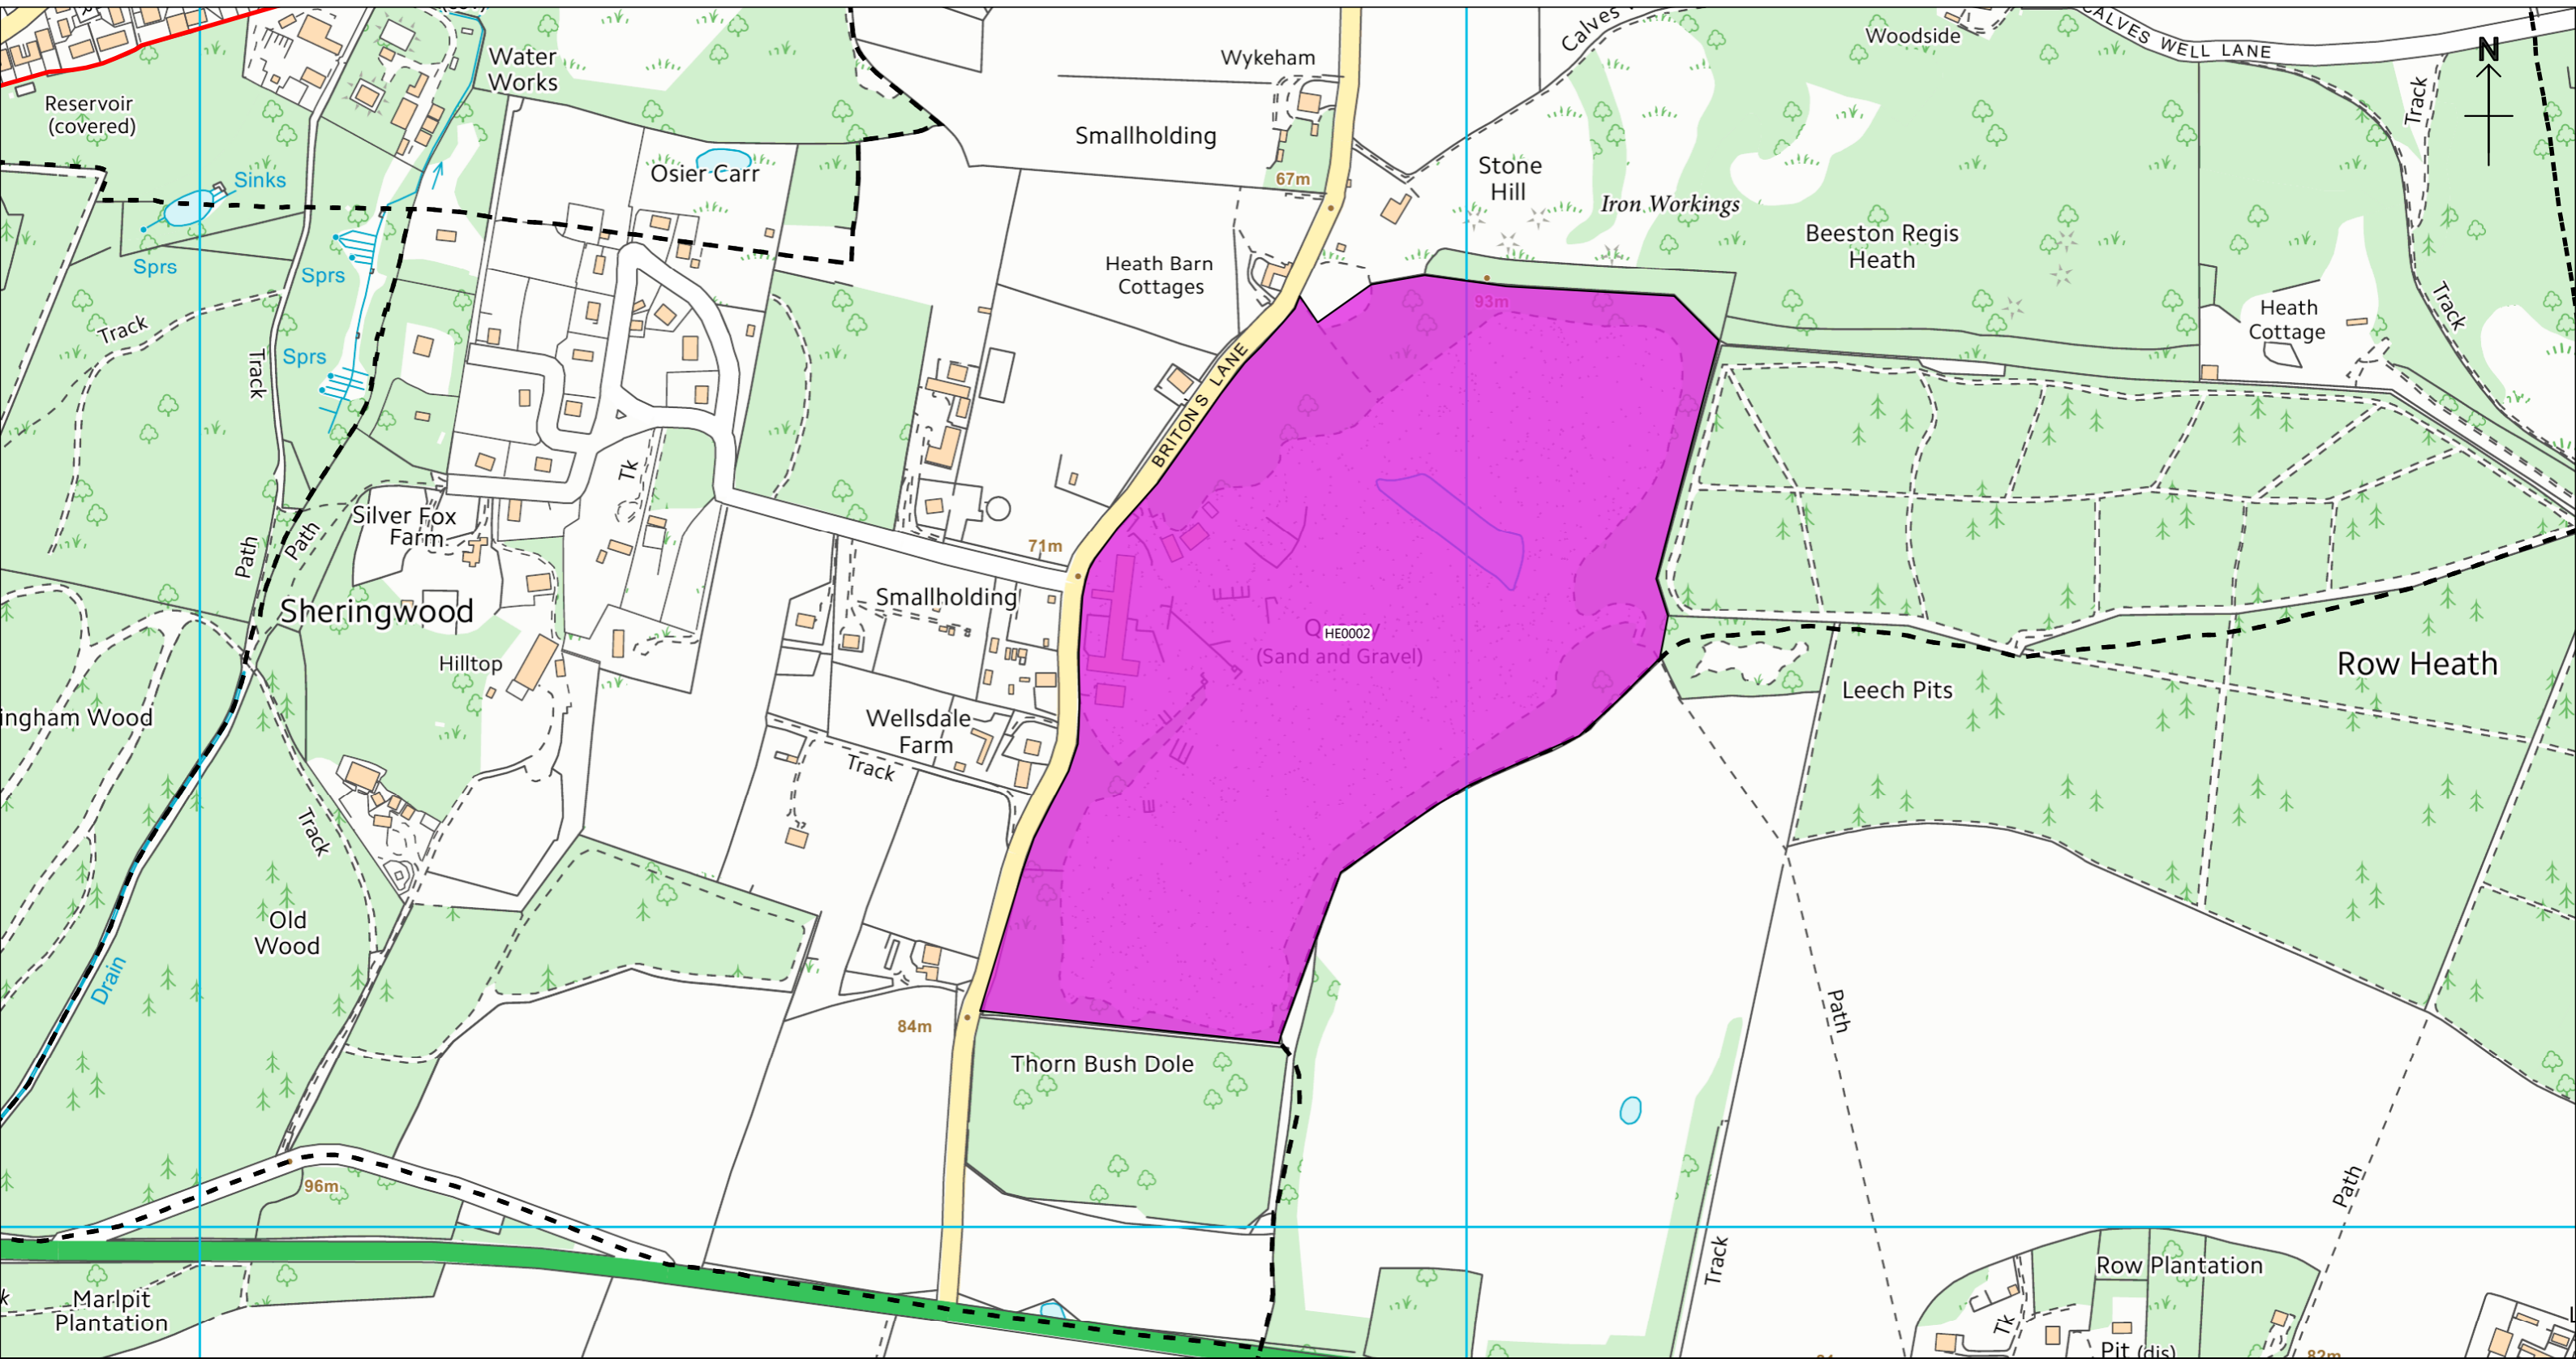 Water
Works
Wykeham
Calves
Woodside
CALVES WELL LANE
N
Reservoir
(covered)
Smallholding
Track
Osier Carr
67m
Stone
Hill
Iron Workings
Sinks
Beeston Regis
Heath
Sprs
Sprs
Heath Barn
Cottages
93m
Heath
Cottage
Track
Track
Track
Sprs
BRITON'S LANE
Tk
Silver Fox
Farm
Path
Path
71m
Smallholding
Sheringwood
HE0002
(Sand and Gravel)
Hilltop
Row Heath
Leech Pits
ingham Wood
Wellsdale
Farm
Track
Track
Old
Wood
Drain
84m
Path
Thorn Bush Dole
96m
Path
Track
Row Plantation
Marlpit
Plantation
Tk
Pit (dis)
82m